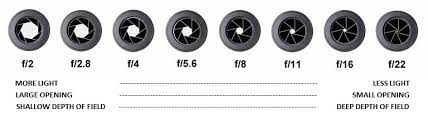 f/2 f/2.8 f/4 f/5.6 f/8 f/11 f/16 f/22
MORE LIGHT LESS LIGHT
LARGE OPENING SMALL OPENING
SHALLOW DEPTH OF FIELD DEEP DEPTH OF FIELD